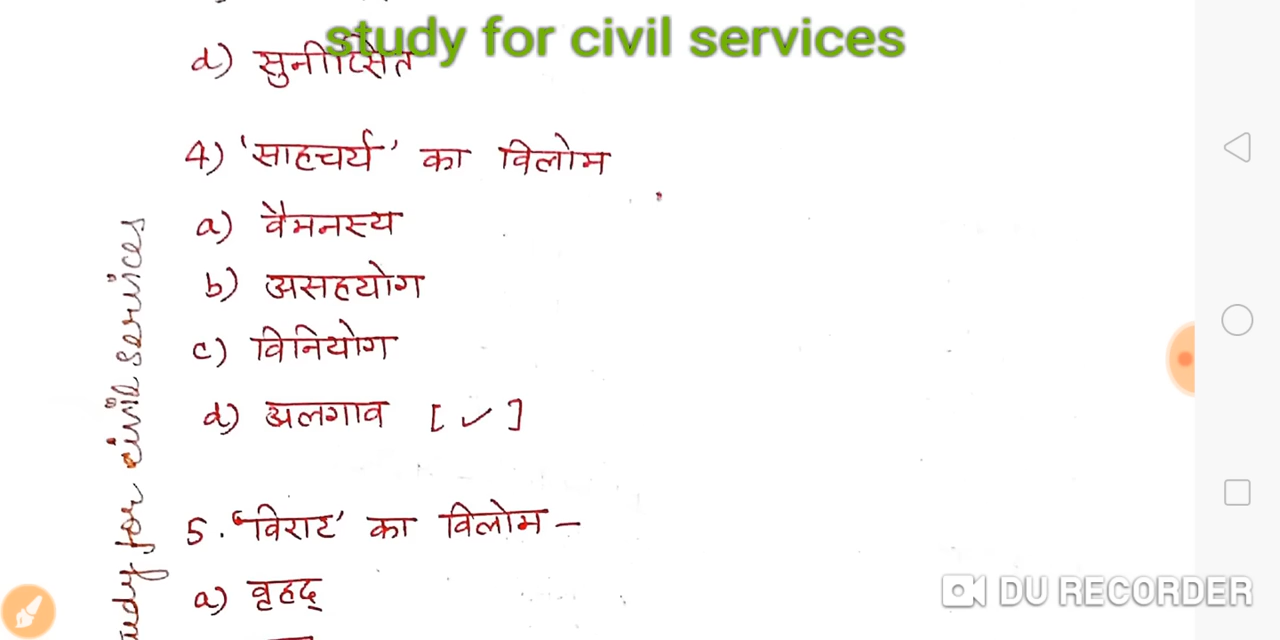 study for civil services
d)
4) 'साहचर्य' का विलोम
a) वैमनस्य
b) असहयोग
c) विनियोग
d) अलगाव [✓]
5. 'विराट' का विलोम –
a) वृहद्
study for civil services
DU RECORDER